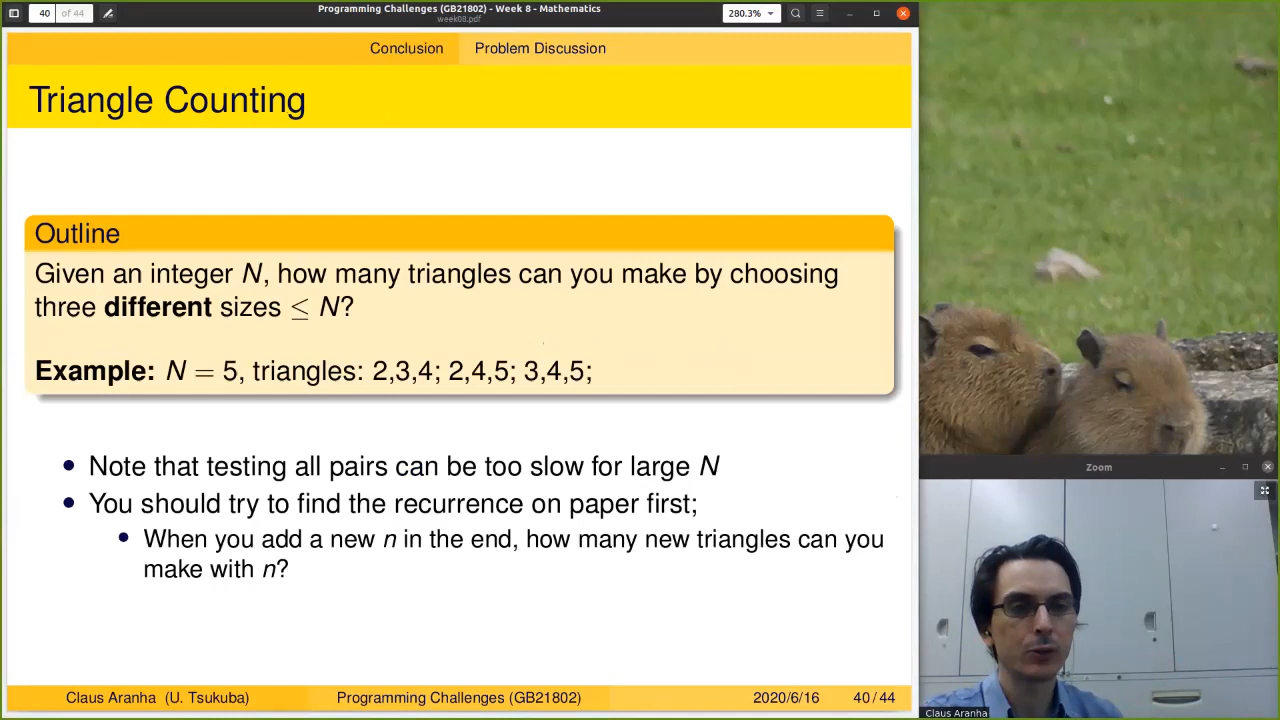 40 of 44
Programming Challenges (GB21802) - Week 8 - Mathematics
week08.pdf
280.3%
Conclusion Problem Discussion
Triangle Counting
Outline
Given an integer N, how many triangles can you make by choosing
three different sizes ≤ N?
Example: N = 5, triangles: 2,3,4; 2,4,5; 3,4,5;
• Note that testing all pairs can be too slow for large N
• You should try to find the recurrence on paper first;
• When you add a new n in the end, how many new triangles can you
make with n?
Claus Aranha (U. Tsukuba) Programming Challenges (GB21802) 2020/6/16 40 / 44
Zoom
Claus Aranha